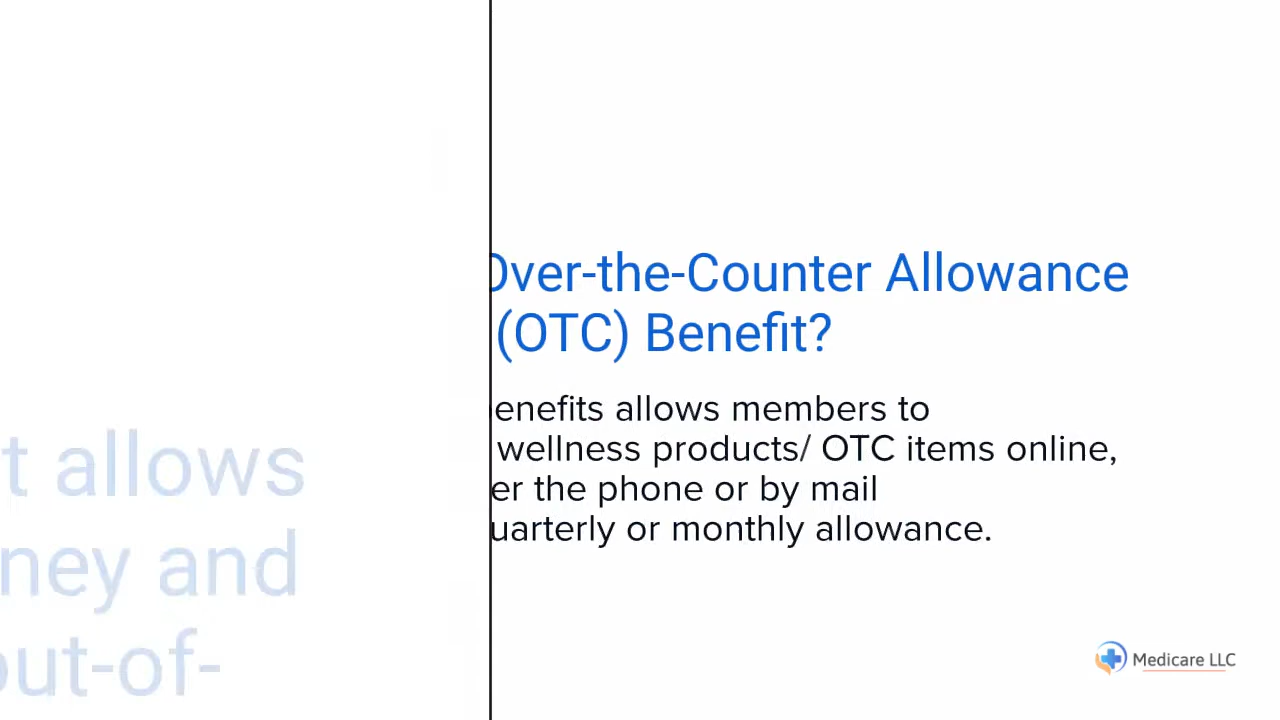 t allows
ney and
out-of-
Over-the-Counter Allowance
(OTC) Benefit?
enefits allows members to
wellness products/ OTC items online,
er the phone or by mail
uarterly or monthly allowance.
Medicare LLC